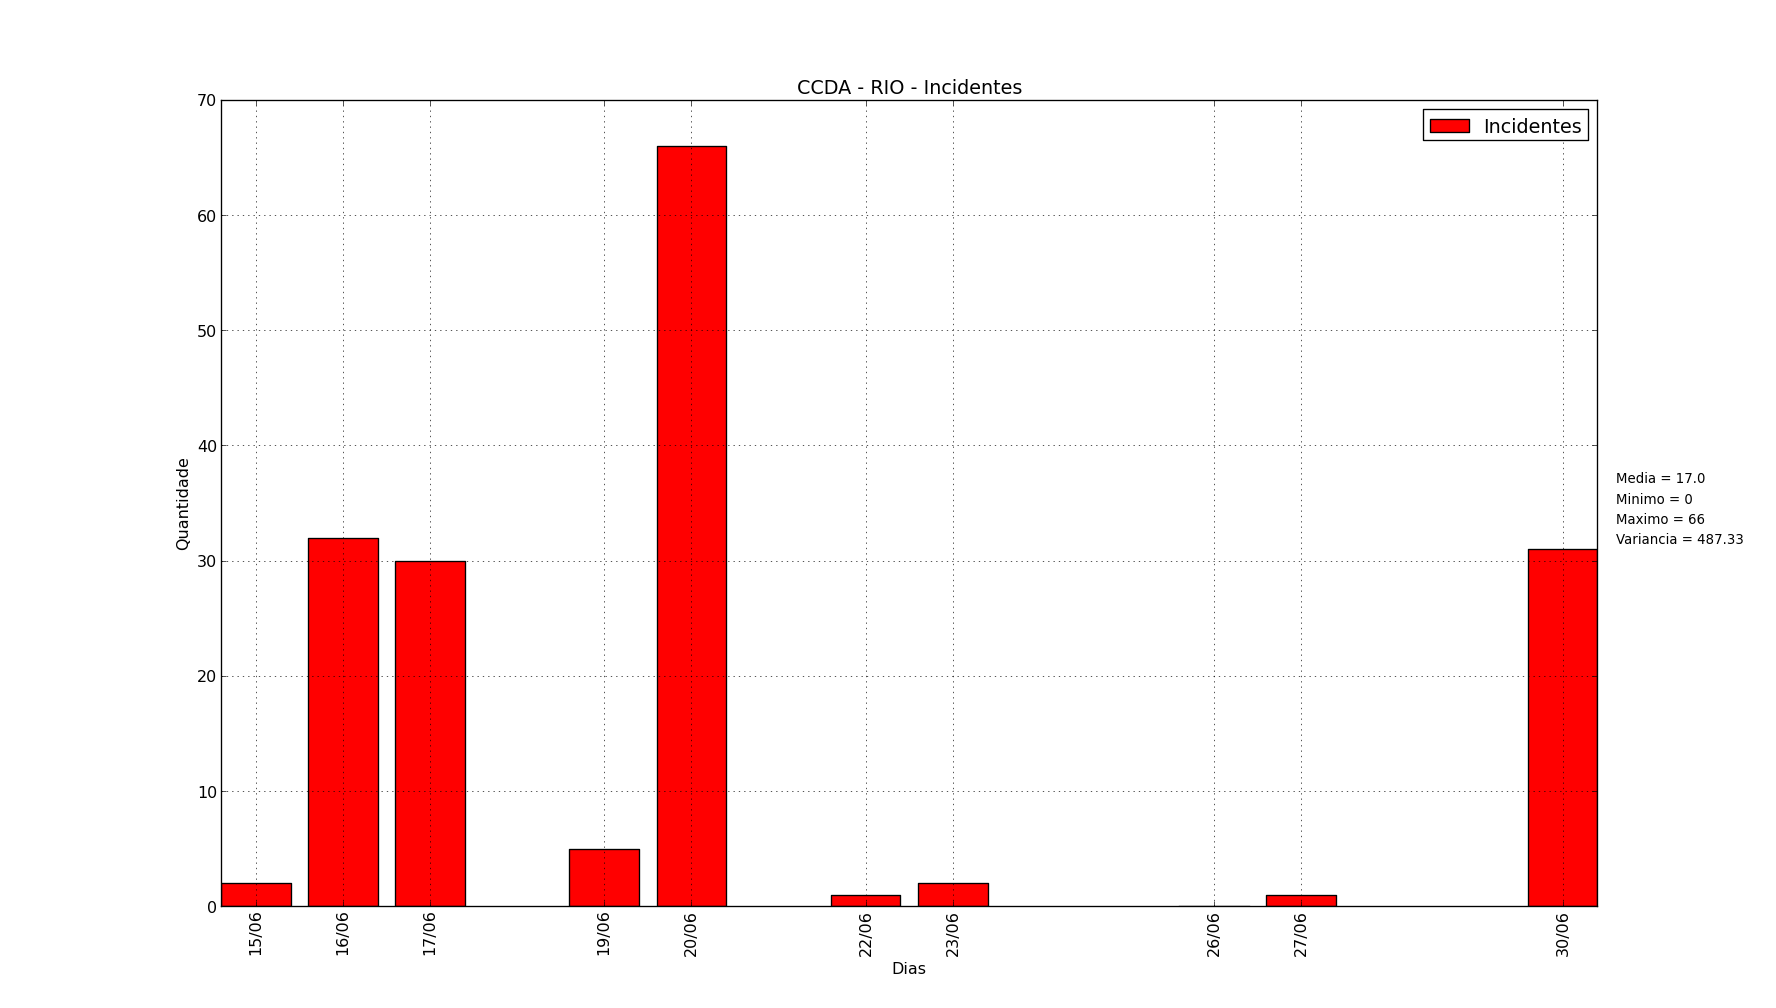 CCDA - RIO - Incidentes
Incidentes
70
60
50
40
30
20
10
0
Quantidade
15/06
16/06
17/06
19/06
20/06
22/06
23/06
26/06
27/06
30/06
Dias
Media = 17.0
Minimo = 0
Maximo = 66
Variancia = 487.33